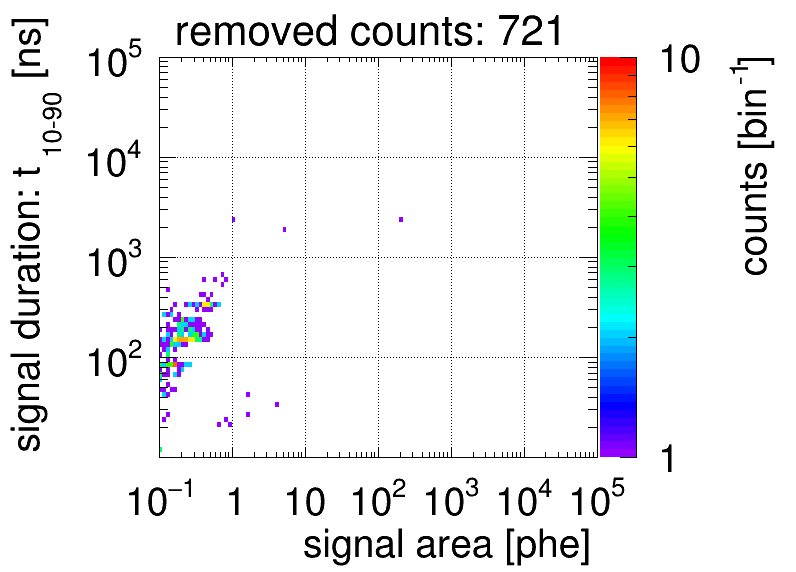 removed counts: 721
signal duration: t 10-90 [ns]
10^5
10^4
10^3
10^2
10^−1 1 10 10^2 10^3 10^4 10^5
signal area [phe]
10
1
counts [bin^-1]